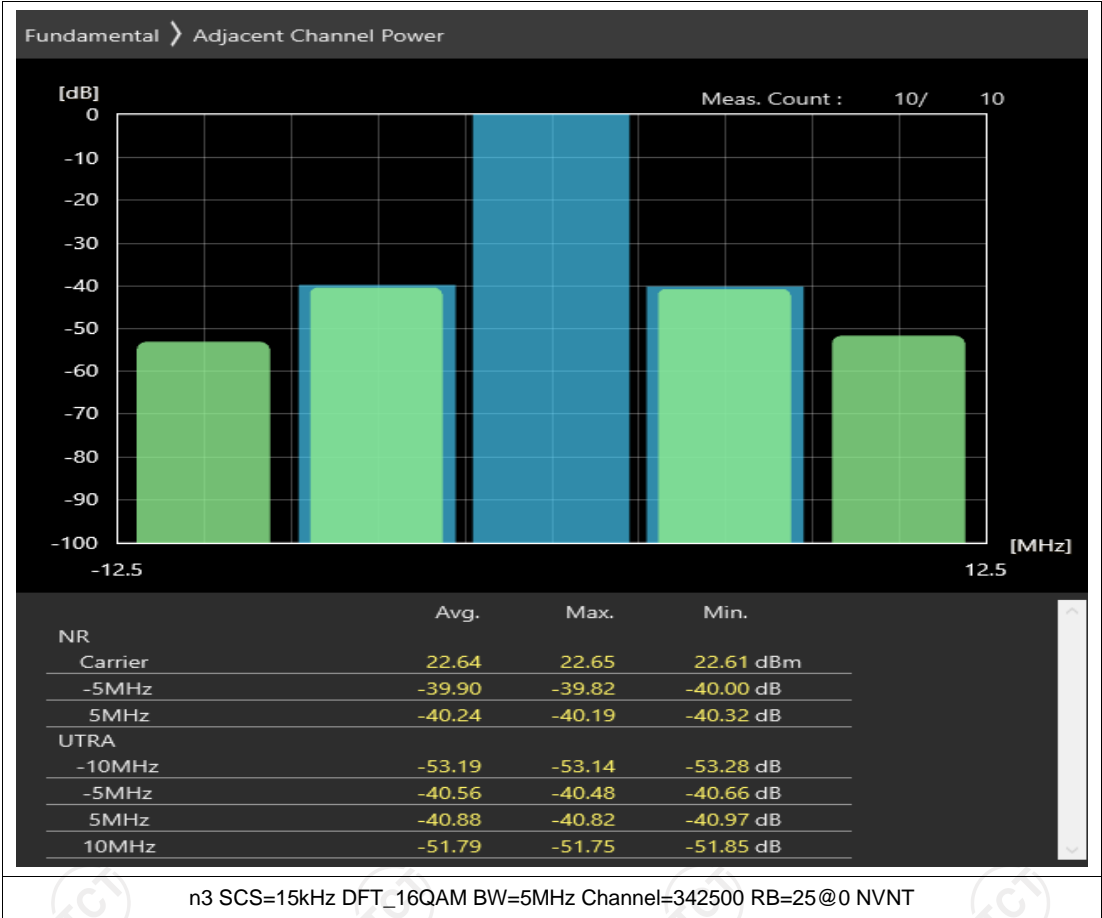 Fundamental ❯ Adjacent Channel Power
[dB]
Meas. Count : 10/ 10
0
-10
-20
-30
-40
-50
-60
-70
-80
-90
-100
[MHz]
-12.5 12.5
Avg. Max. Min.
NR
Carrier 22.64 22.65 22.61 dBm
-5MHz -39.90 -39.82 -40.00 dB
5MHz -40.24 -40.19 -40.32 dB
UTRA
-10MHz -53.19 -53.14 -53.28 dB
-5MHz -40.56 -40.48 -40.66 dB
5MHz -40.88 -40.82 -40.97 dB
10MHz -51.79 -51.75 -51.85 dB
n3 SCS=15kHz DFT_16QAM BW=5MHz Channel=342500 RB=25@0 NVNT
TCT TCT TCT TCT